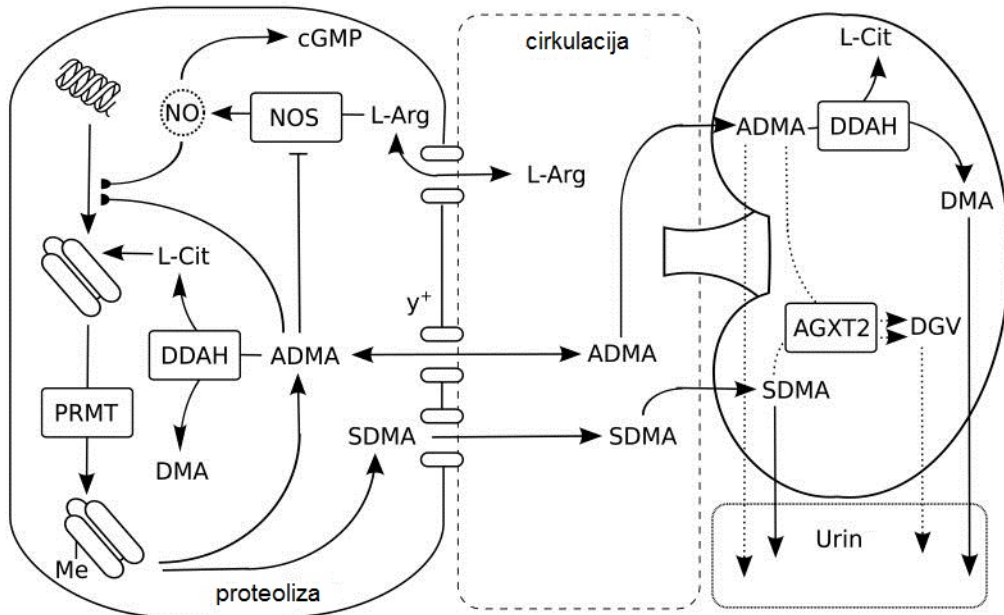 cGMP
NO
NOS
L-Arg
L-Cit
DDAH
ADMA
PRMT
DMA
SDMA
Me
proteoliza
y+
cirkulacija
L-Arg
ADMA
SDMA
L-Cit
ADMA
DDAH
DMA
AGXT2
DGV
SDMA
Urin